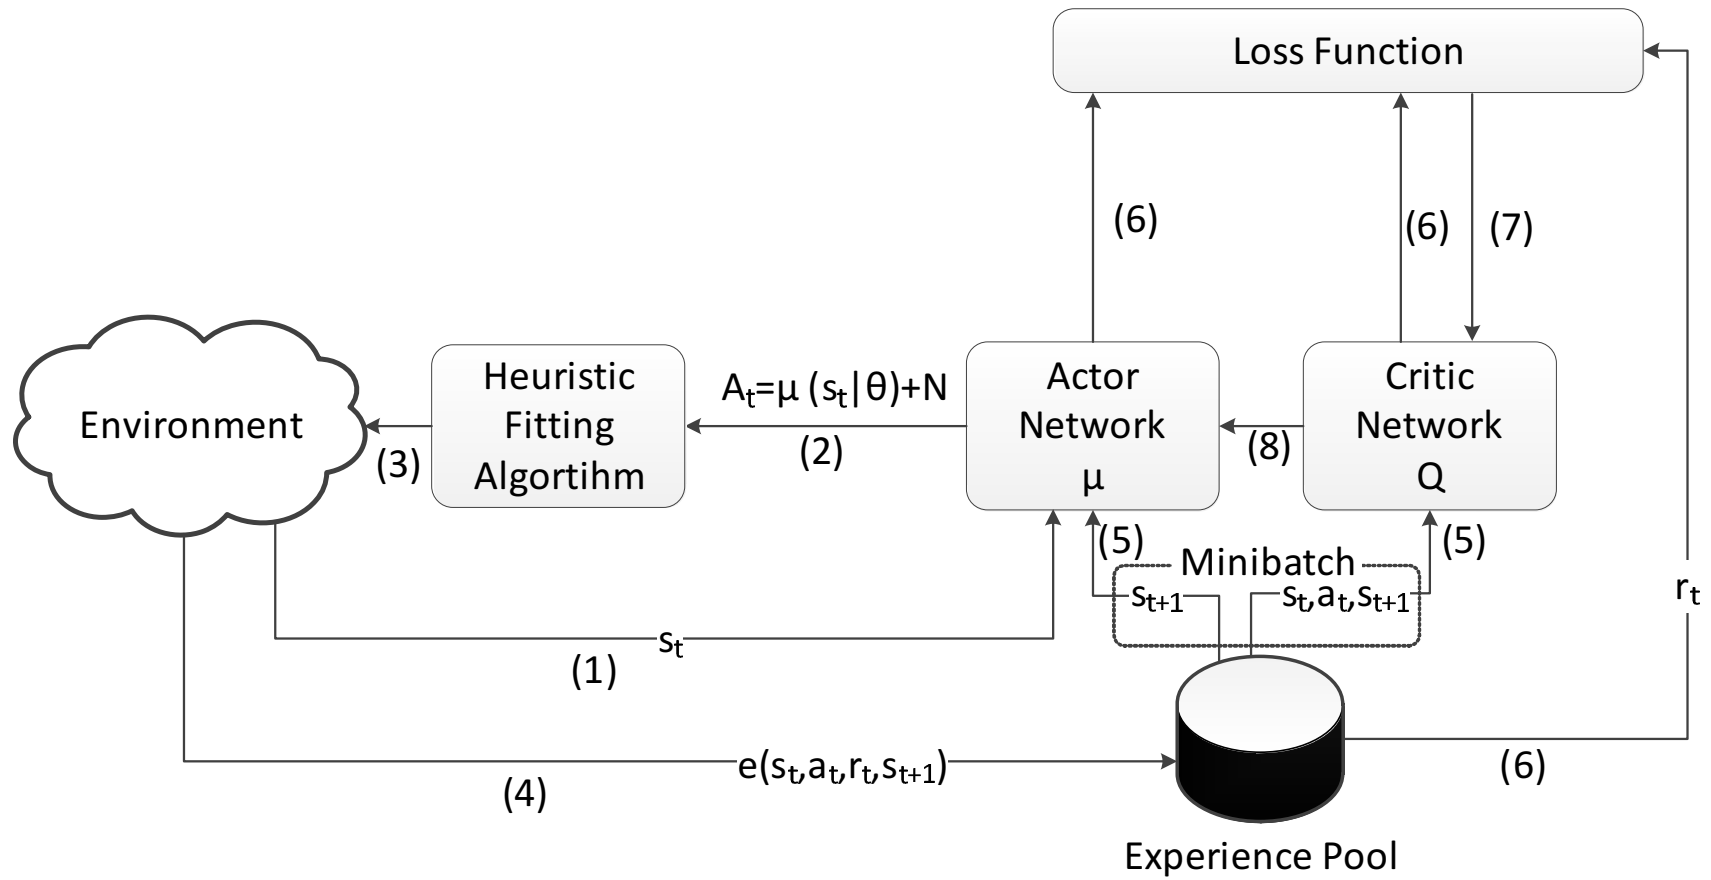 Loss Function
(6)
(6)
(7)
Environment
(3)
Heuristic
Fitting
Algortihm
Aₜ=μ (sₜ|θ)+N
(2)
Actor
Network
μ
(8)
Critic
Network
Q
(5)
(5)
Minibatch
sₜ₊₁
sₜ,aₜ,sₜ₊₁
rₜ
sₜ
(1)
e(sₜ,aₜ,rₜ,sₜ₊₁)
(4)
(6)
Experience Pool